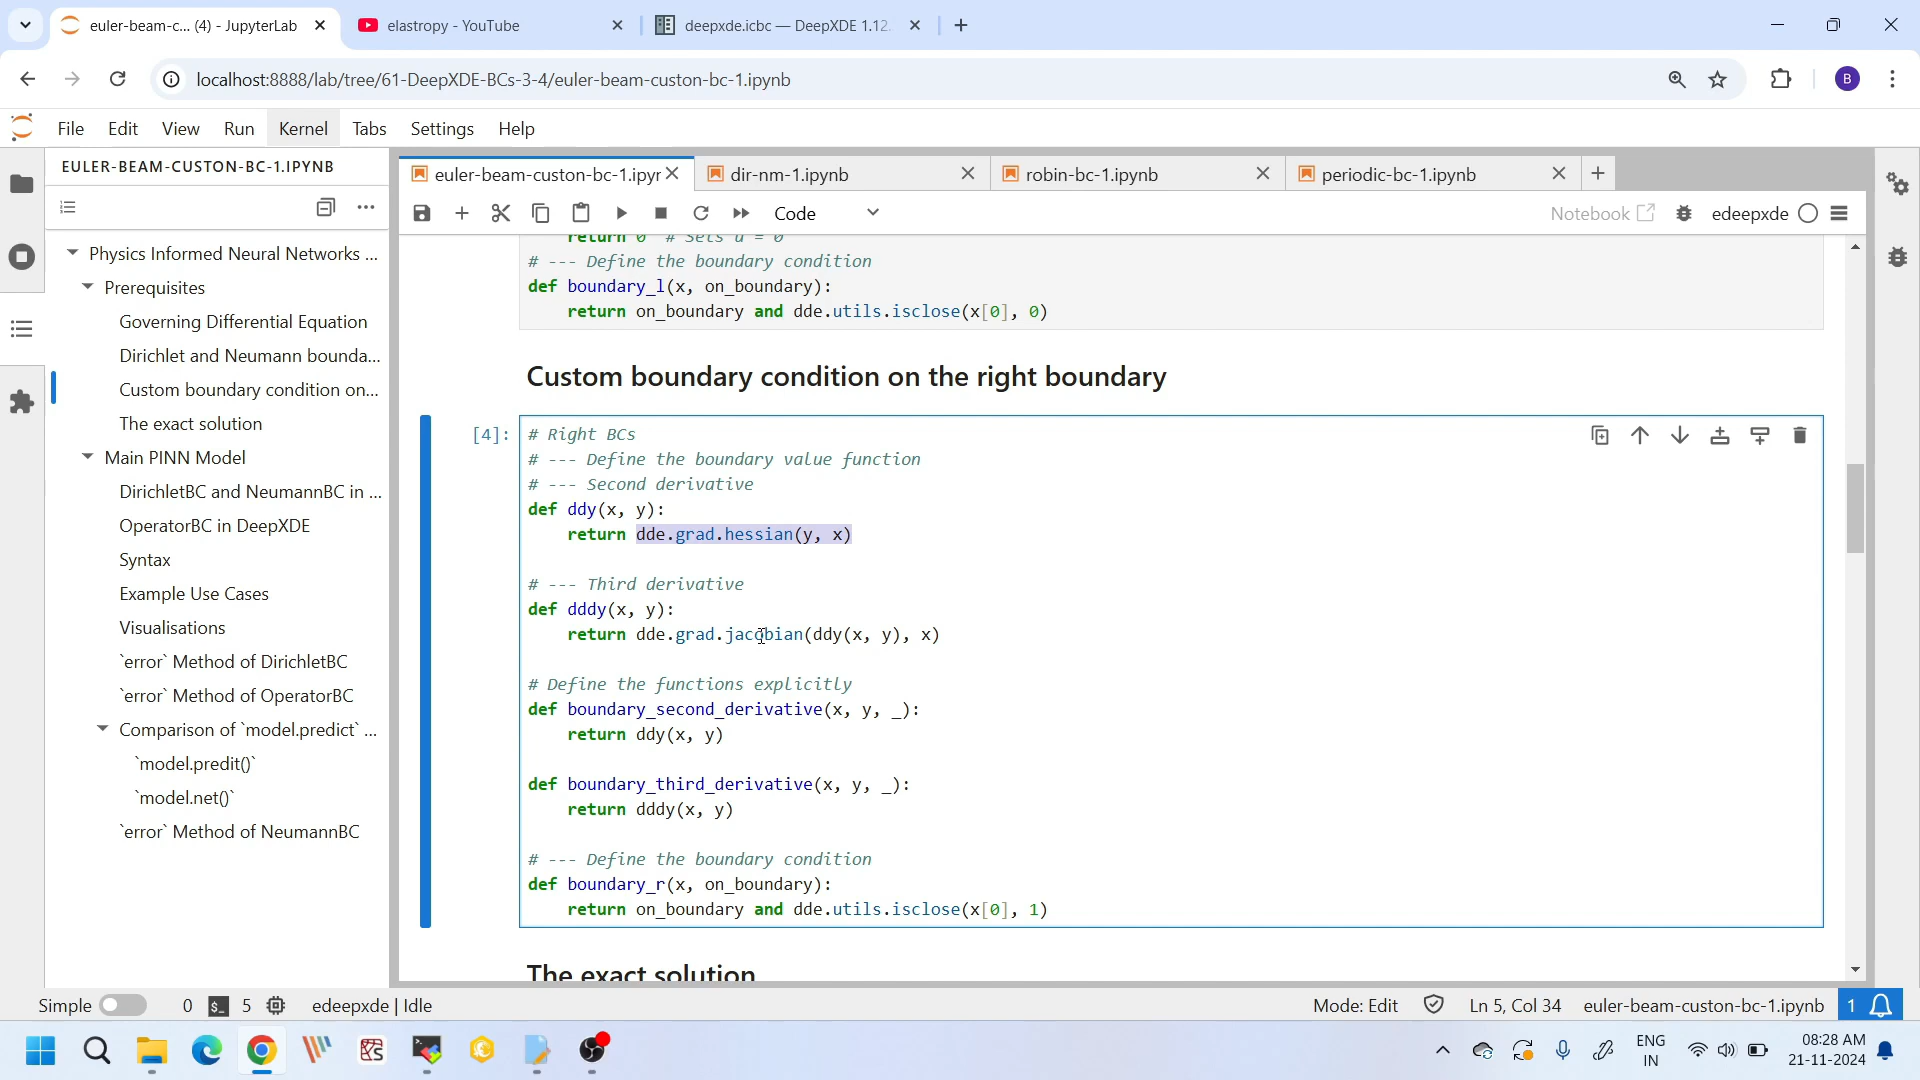 euler-beam-c... (4) - JupyterLab
elastropy - YouTube
deepxde.icbc — DeepXDE 1.12.
localhost:8888/lab/tree/61-DeepXDE-BCs-3-4/euler-beam-custon-bc-1.ipynb
B
File Edit View Run Kernel Tabs Settings Help
EULER-BEAM-CUSTON-BC-1.IPYNB
euler-beam-custon-bc-1.ipyr
dir-nm-1.ipynb
robin-bc-1.ipynb
periodic-bc-1.ipynb
Code
Notebook
edeepxde
Physics Informed Neural Networks ...
Prerequisites
Governing Differential Equation
Dirichlet and Neumann bounda...
Custom boundary condition on...
The exact solution
Main PINN Model
DirichletBC and NeumannBC in ...
OperatorBC in DeepXDE
Syntax
Example Use Cases
Visualisations
`error` Method of DirichletBC
`error` Method of OperatorBC
Comparison of `model.predict` ...
`model.predit()`
`model.net()`
`error` Method of NeumannBC
return 0 # Sets u = 0
# --- Define the boundary condition
def boundary_l(x, on_boundary):
return on_boundary and dde.utils.isclose(x[0], 0)
Custom boundary condition on the right boundary
[4]:
# Right BCs
# --- Define the boundary value function
# --- Second derivative
def ddy(x, y):
return dde.grad.hessian(y, x)
# --- Third derivative
def dddy(x, y):
return dde.grad.jacobian(ddy(x, y), x)
# Define the functions explicitly
def boundary_second_derivative(x, y, _):
return ddy(x, y)
def boundary_third_derivative(x, y, _):
return dddy(x, y)
# --- Define the boundary condition
def boundary_r(x, on_boundary):
return on_boundary and dde.utils.isclose(x[0], 1)
The exact solution
Simple 0 5 edeepxde | Idle
Mode: Edit Ln 5, Col 34 euler-beam-custon-bc-1.ipynb 1
ENG
IN
08:28 AM
21-11-2024